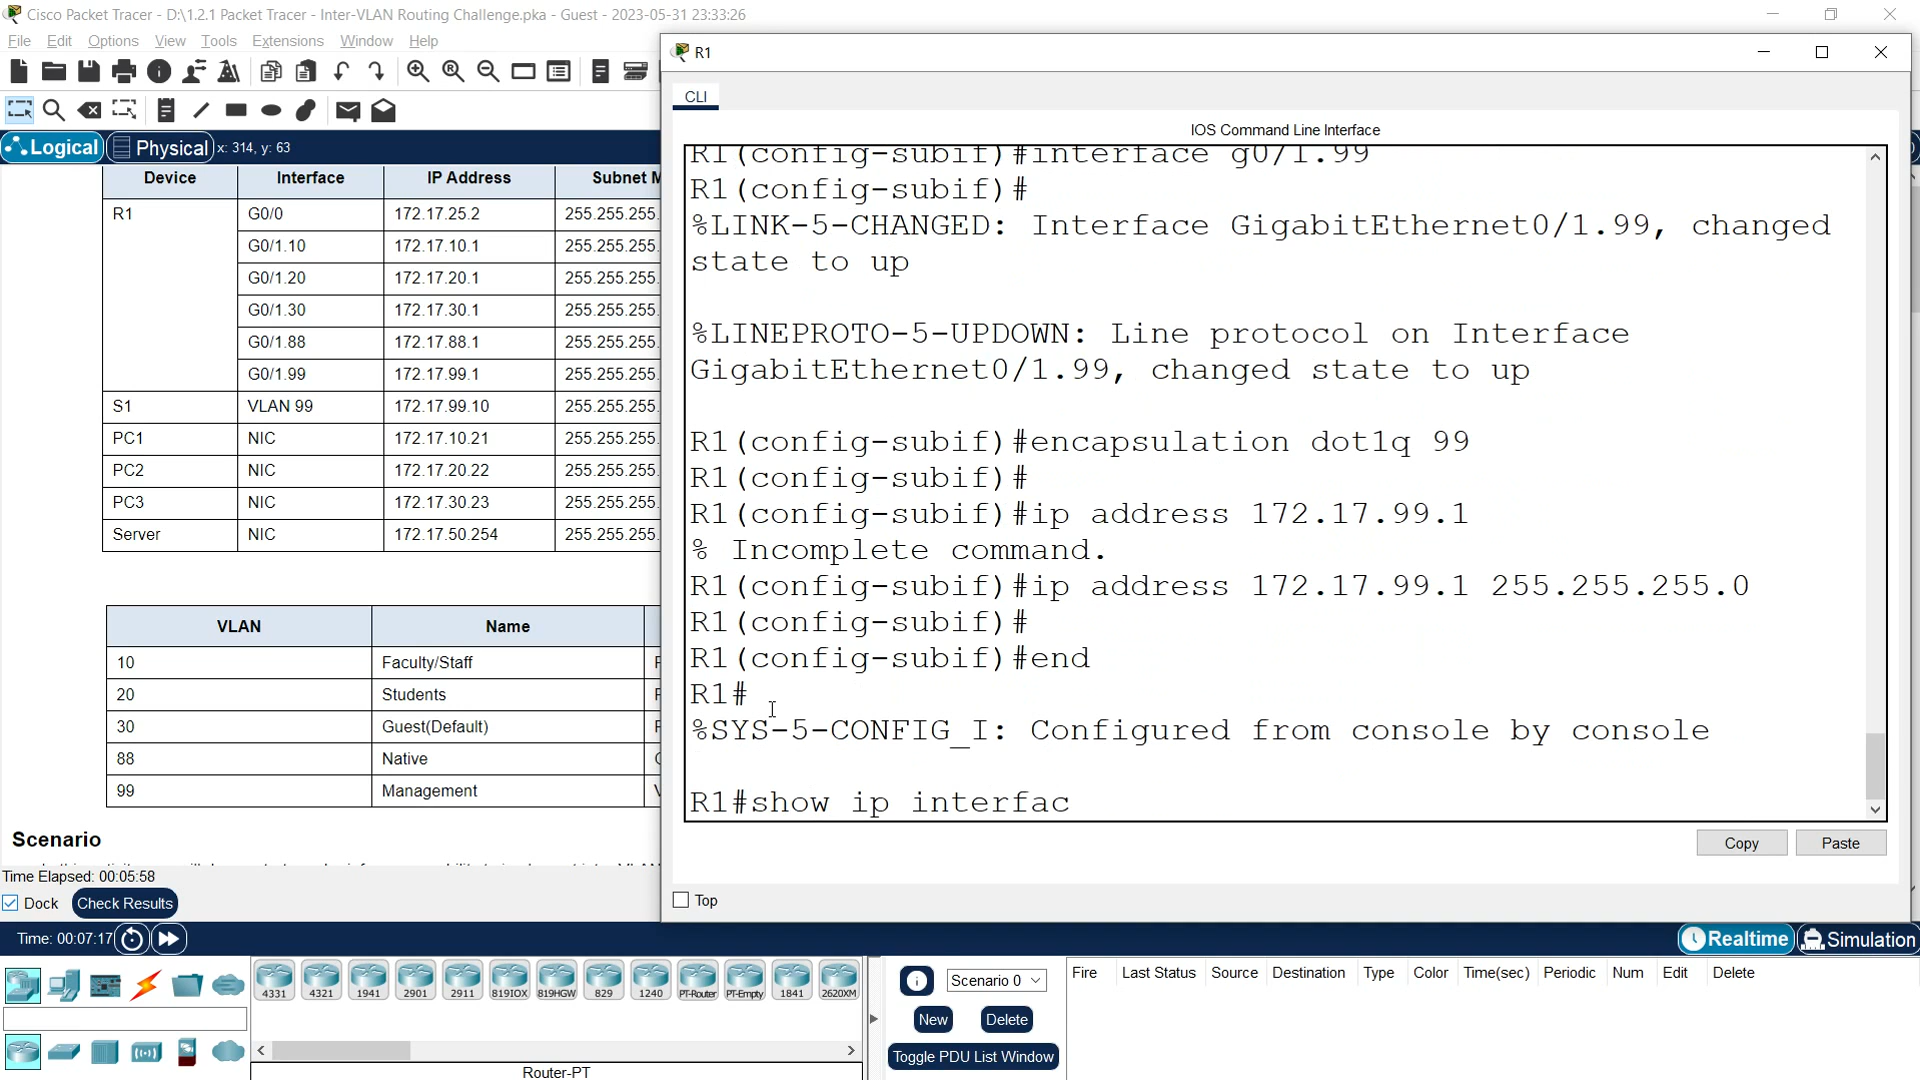 Cisco Packet Tracer - D:\1.2.1 Packet Tracer - Inter-VLAN Routing Challenge.pka - Guest - 2023-05-31 23:33:26
File Edit Options View Tools Extensions Window Help
Logical Physical x: 314, y: 63
Device Interface IP Address Subnet M
R1 G0/0 172.17.25.2 255.255.255.
G0/1.10 172.17.10.1 255.255.255.
G0/1.20 172.17.20.1 255.255.255.
G0/1.30 172.17.30.1 255.255.255.
G0/1.88 172.17.88.1 255.255.255.
G0/1.99 172.17.99.1 255.255.255.
S1 VLAN 99 172.17.99.10 255.255.255.
PC1 NIC 172.17.10.21 255.255.255.
PC2 NIC 172.17.20.22 255.255.255.
PC3 NIC 172.17.30.23 255.255.255.
Server NIC 172.17.50.254 255.255.255.
VLAN Name
10 Faculty/Staff
20 Students
30 Guest(Default)
88 Native
99 Management
Scenario
Time Elapsed: 00:05:58
Dock Check Results
R1
CLI
IOS Command Line Interface
R1(config-subif)#interface g0/1.99
R1(config-subif)#
%LINK-5-CHANGED: Interface GigabitEthernet0/1.99, changed
state to up
%LINEPROTO-5-UPDOWN: Line protocol on Interface
GigabitEthernet0/1.99, changed state to up
R1(config-subif)#encapsulation dot1q 99
R1(config-subif)#
R1(config-subif)#ip address 172.17.99.1
% Incomplete command.
R1(config-subif)#ip address 172.17.99.1 255.255.255.0
R1(config-subif)#
R1(config-subif)#end
R1#
%SYS-5-CONFIG_I: Configured from console by console
R1#show ip interfac
Copy Paste
Top
Time: 00:07:17
Realtime Simulation
4331 4321 1941 2901 2911 819IOX 819HGW 829 1240 PT-Router PT-Empty 1841 2620XM
Router-PT
Scenario 0
New Delete
Toggle PDU List Window
Fire Last Status Source Destination Type Color Time(sec) Periodic Num Edit Delete